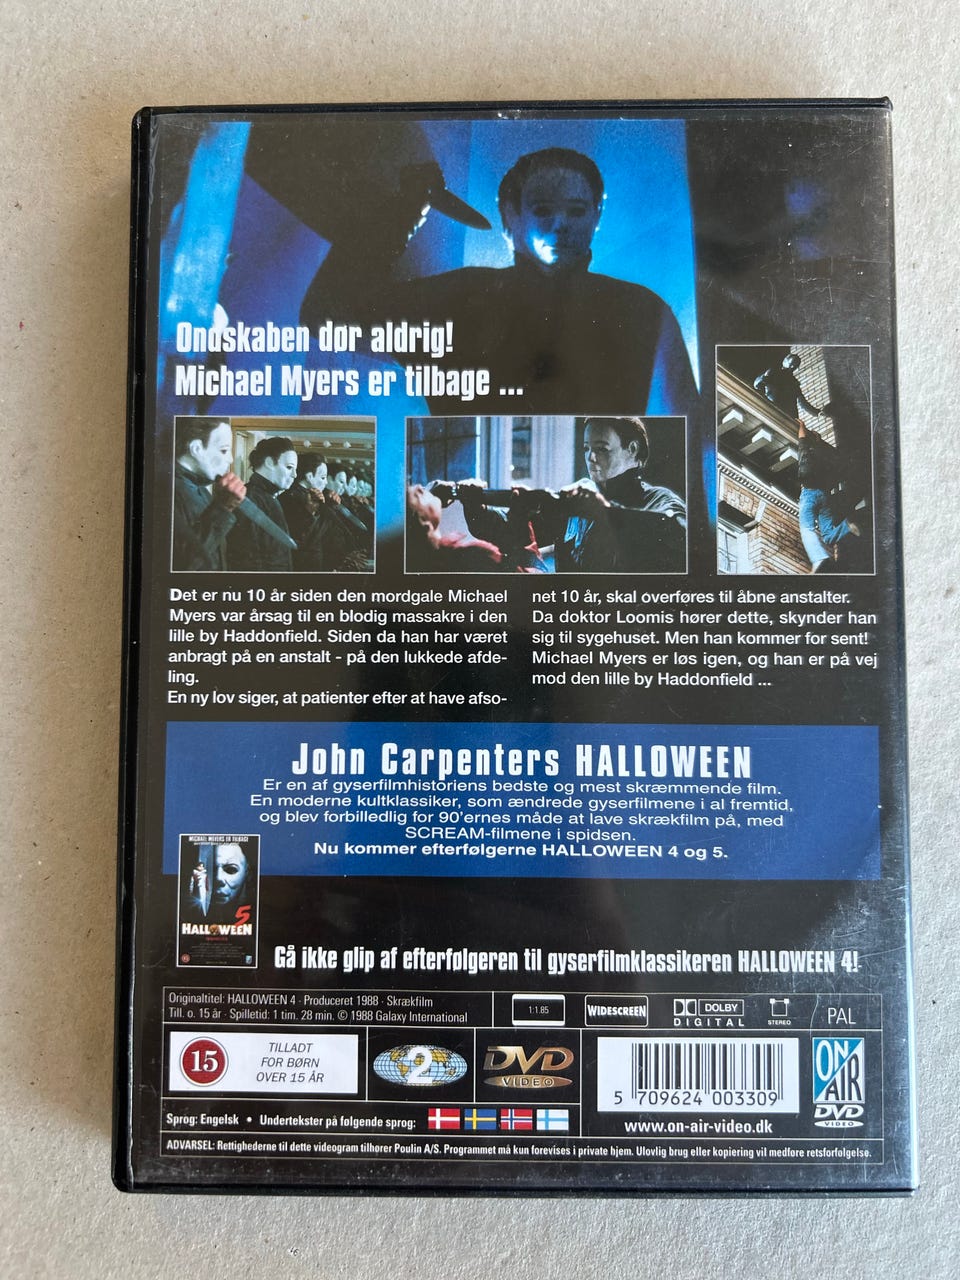 Ondskaben dør aldrig!
Michael Myers er tilbage ...
Det er nu 10 år siden den mordgale Michael
Myers var årsag til en blodig massakre i den
lille by Haddonfield. Siden da han har været
anbragt på en anstalt - på den lukkede afde-
ling.
En ny lov siger, at patienter efter at have afso-
net 10 år, skal overføres til åbne anstalter.
Da doktor Loomis hører dette, skynder han
sig til sygehuset. Men han kommer for sent!
Michael Myers er løs igen, og han er på vej
mod den lille by Haddonfield ...
John Carpenters HALLOWEEN
Er en af gyserfilmhistoriens bedste og mest skræmmende film.
En moderne kultklassiker, som ændrede gyserfilmene i al fremtid,
og blev forbilledlig for 90'ernes måde at lave skrækfilm på, med
SCREAM-filmene i spidsen.
Nu kommer efterfølgerne HALLOWEEN 4 og 5.
MICHAEL MYERS ER TILBAGE
5
HALLOWEEN
Gå ikke glip af efterfølgeren til gyserfilmklassikeren HALLOWEEN 4!
Originaltitel: HALLOWEEN 4 · Produceret 1988 · Skrækfilm
Till. o. 15 år · Spilletid: 1 tim. 28 min. © 1988 Galaxy International
1:1.85
WIDESCREEN
DOLBY
DIGITAL
STEREO
PAL
15
TILLADT
FOR BØRN
OVER 15 ÅR
2
DVD
VIDEO
5 709624 003309
ON
AIR
DVD
VIDEO
www.on-air-video.dk
Sprog: Engelsk • Undertekster på følgende sprog:
ADVARSEL: Rettighederne til dette videogram tilhører Poulin A/S. Programmet må kun forevises i private hjem. Ulovlig brug eller kopiering vil medføre retsforfølgelse.